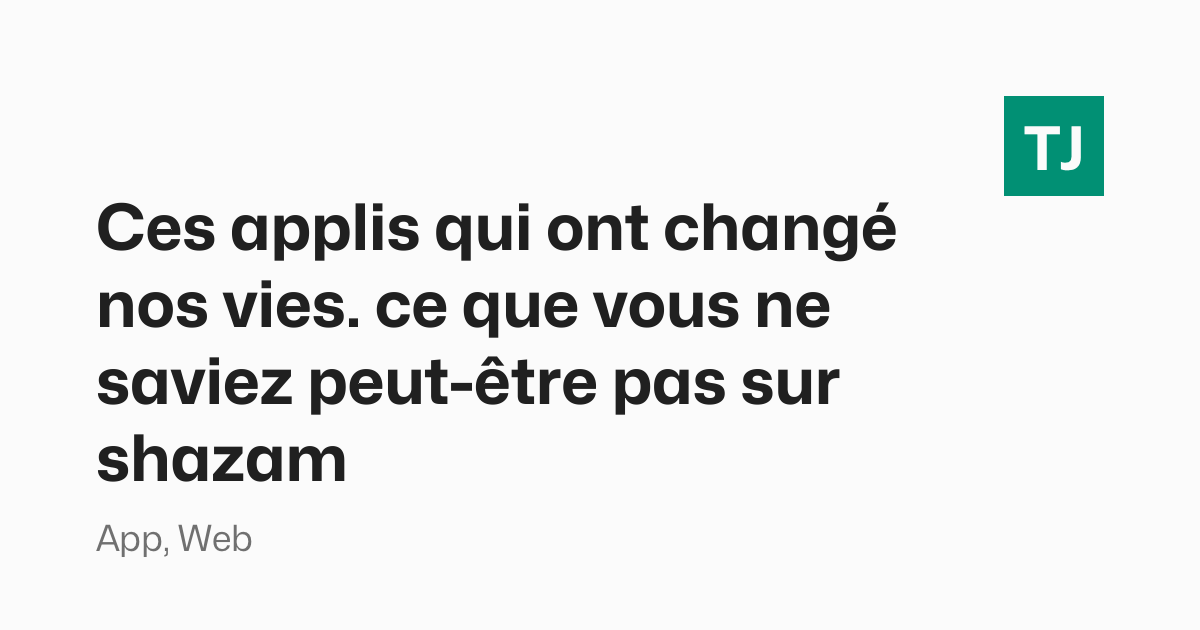 TJ
Ces applis qui ont changé
nos vies. ce que vous ne
saviez peut-être pas sur
shazam
App, Web